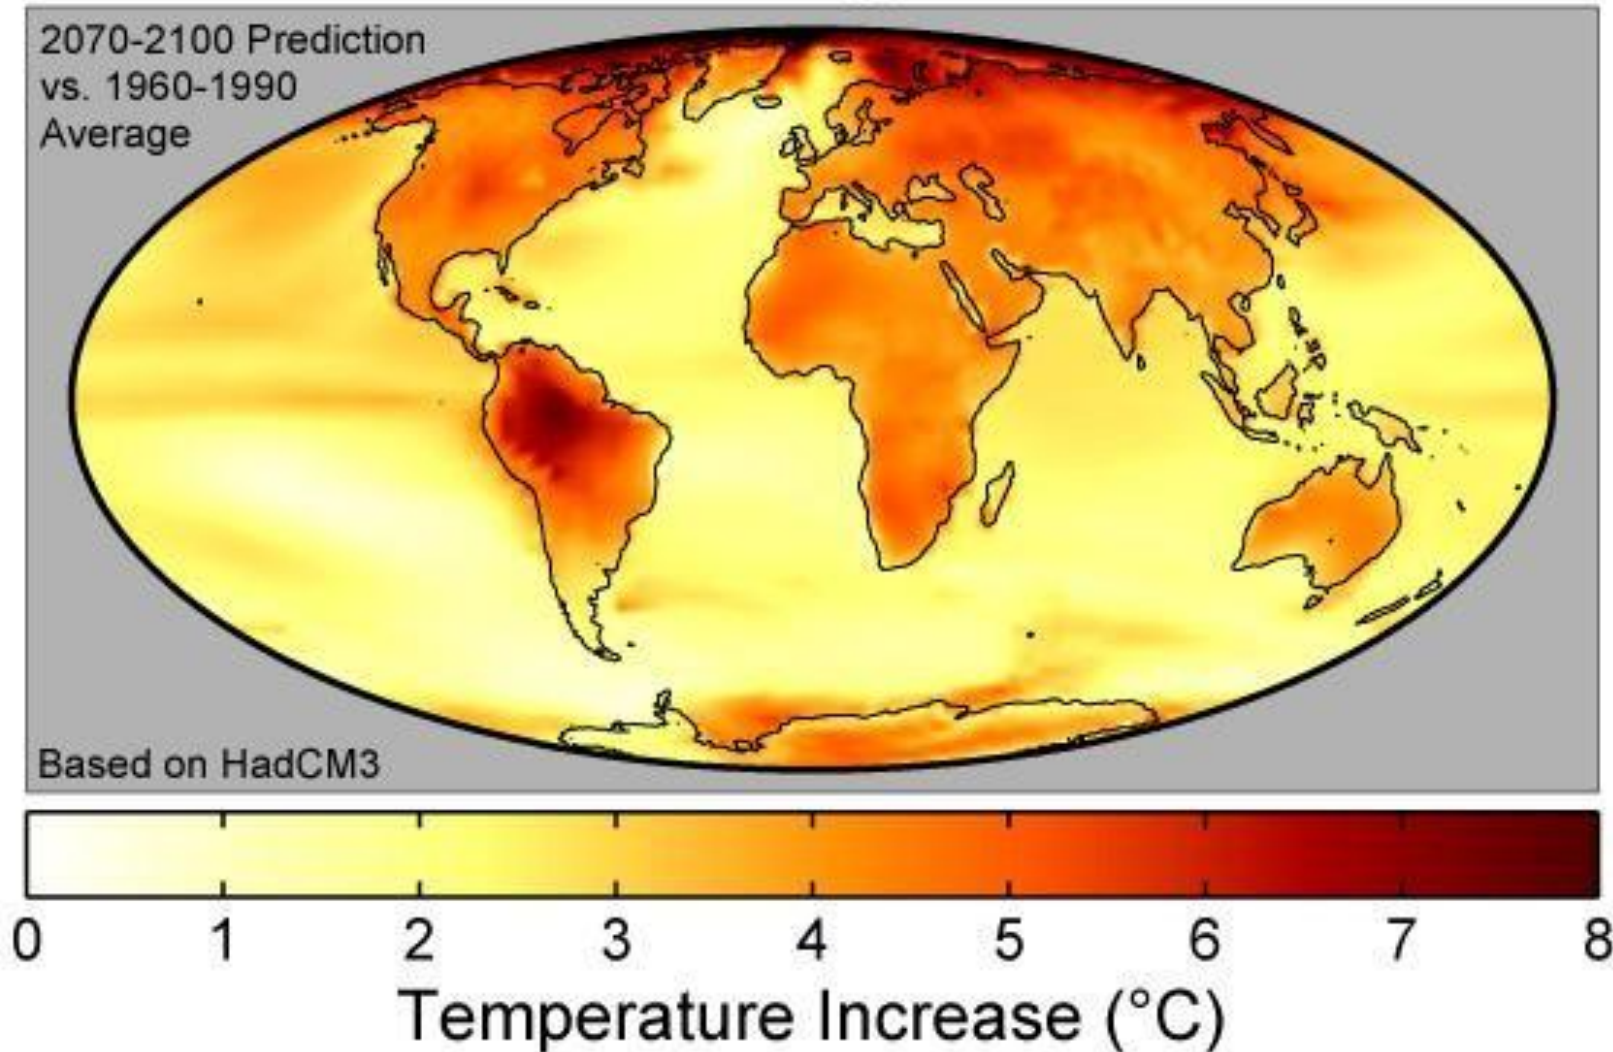 2070-2100 Prediction
vs. 1960-1990
Average
Based on HadCM3
0 1 2 3 4 5 6 7 8
Temperature Increase (°C)